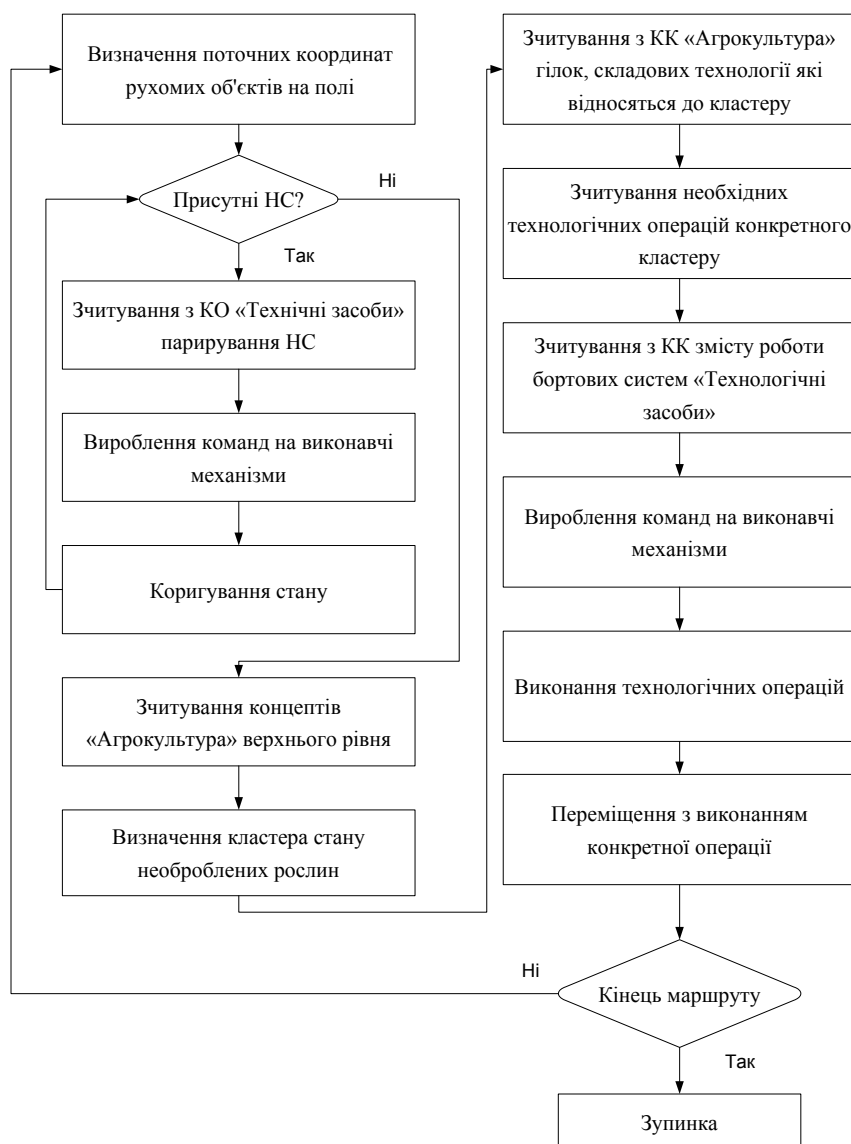 Визначення поточних координат
рухомих об'єктів на полі
Присутні НС?
Ні
Так
Зчитування з КО «Технічні засоби»
парирування НС
Вироблення команд на виконавчі
механізми
Коригування стану
Зчитування концептів
«Агрокультура» верхнього рівня
Визначення кластера стану
необроблених рослин
Зчитування з КК «Агрокультура»
гілок, складових технології які
відносяться до кластеру
Зчитування необхідних
технологічних операцій конкретного
кластеру
Зчитування з КК змісту роботи
бортових систем «Технологічні
засоби»
Вироблення команд на виконавчі
механізми
Виконання технологічних операцій
Переміщення з виконанням
конкретної операції
Ні
Кінець маршруту
Так
Зупинка